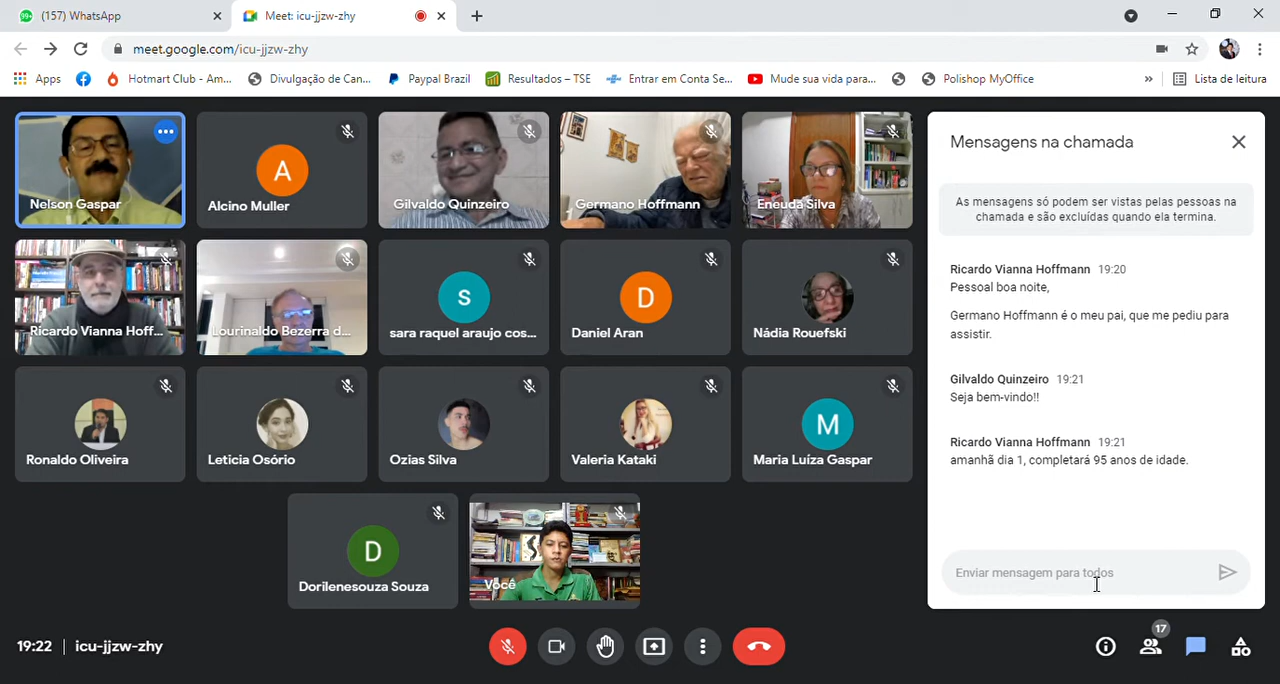 (157) WhatsApp
Meet: icu-jjzw-zhy
meet.google.com/icu-jjzw-zhy
Apps
Hotmart Club - Am...
Divulgação de Can...
Paypal Brazil
Resultados – TSE
Entrar em Conta Se...
Mude sua vida para...
Polishop MyOffice
»
Lista de leitura
Nelson Gaspar
A
Alcino Muller
Gilvaldo Quinzeiro
Germano Hoffmann
Eneuda Silva
Ricardo Vianna Hoff...
Lourinaldo Bezerra d...
s
sara raquel araujo cos...
D
Daniel Aran
Nádia Rouefski
Ronaldo Oliveira
Leticia Osório
Ozias Silva
Valeria Kataki
M
Maria Luíza Gaspar
D
Dorilenesouza Souza
Você
Mensagens na chamada
As mensagens só podem ser vistas pelas pessoas na
chamada e são excluídas quando ela termina.
Ricardo Vianna Hoffmann 19:20
Pessoal boa noite,
Germano Hoffmann é o meu pai, que me pediu para
assistir.
Gilvaldo Quinzeiro 19:21
Seja bem-vindo!!
Ricardo Vianna Hoffmann 19:21
amanhã dia 1, completará 95 anos de idade.
Enviar mensagem para todos
19:22 | icu-jjzw-zhy
17